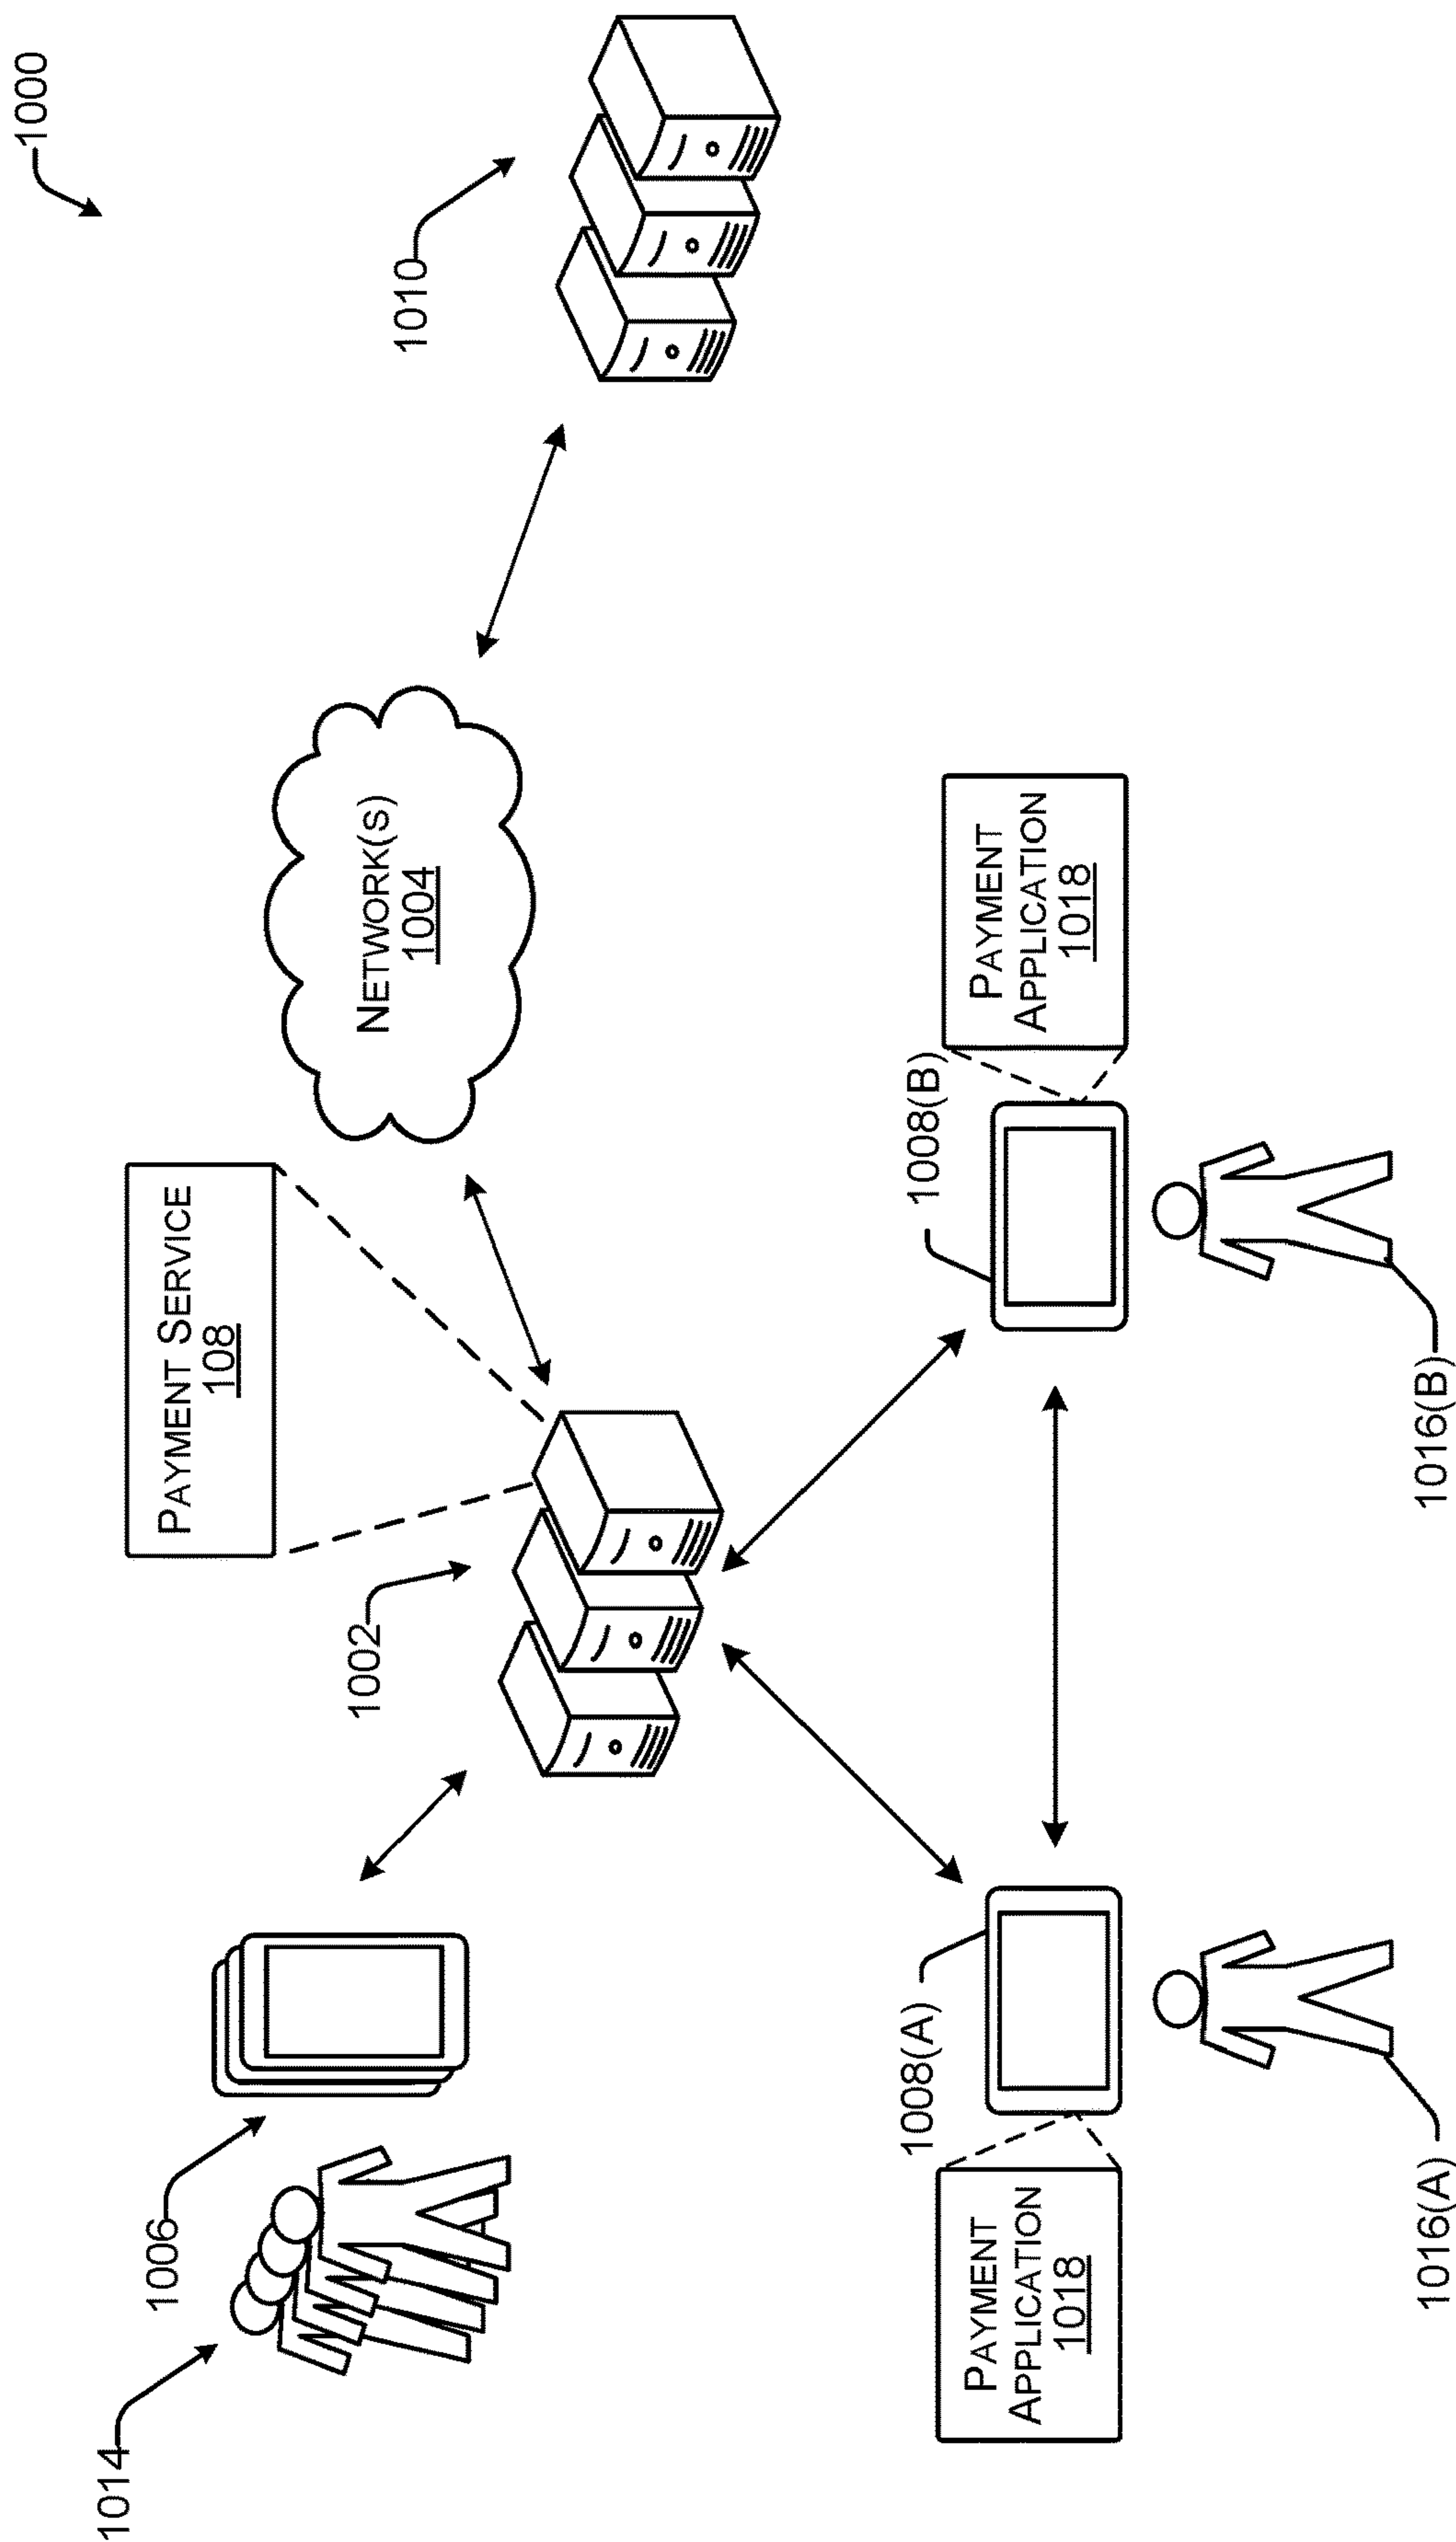 1000
PAYMENT SERVICE
108
1014
1006
1002
NETWORK(S)
1004
1010
PAYMENT
APPLICATION
1018
1008(A)
1008(B)
PAYMENT
APPLICATION
1018
1016(A)
1016(B)